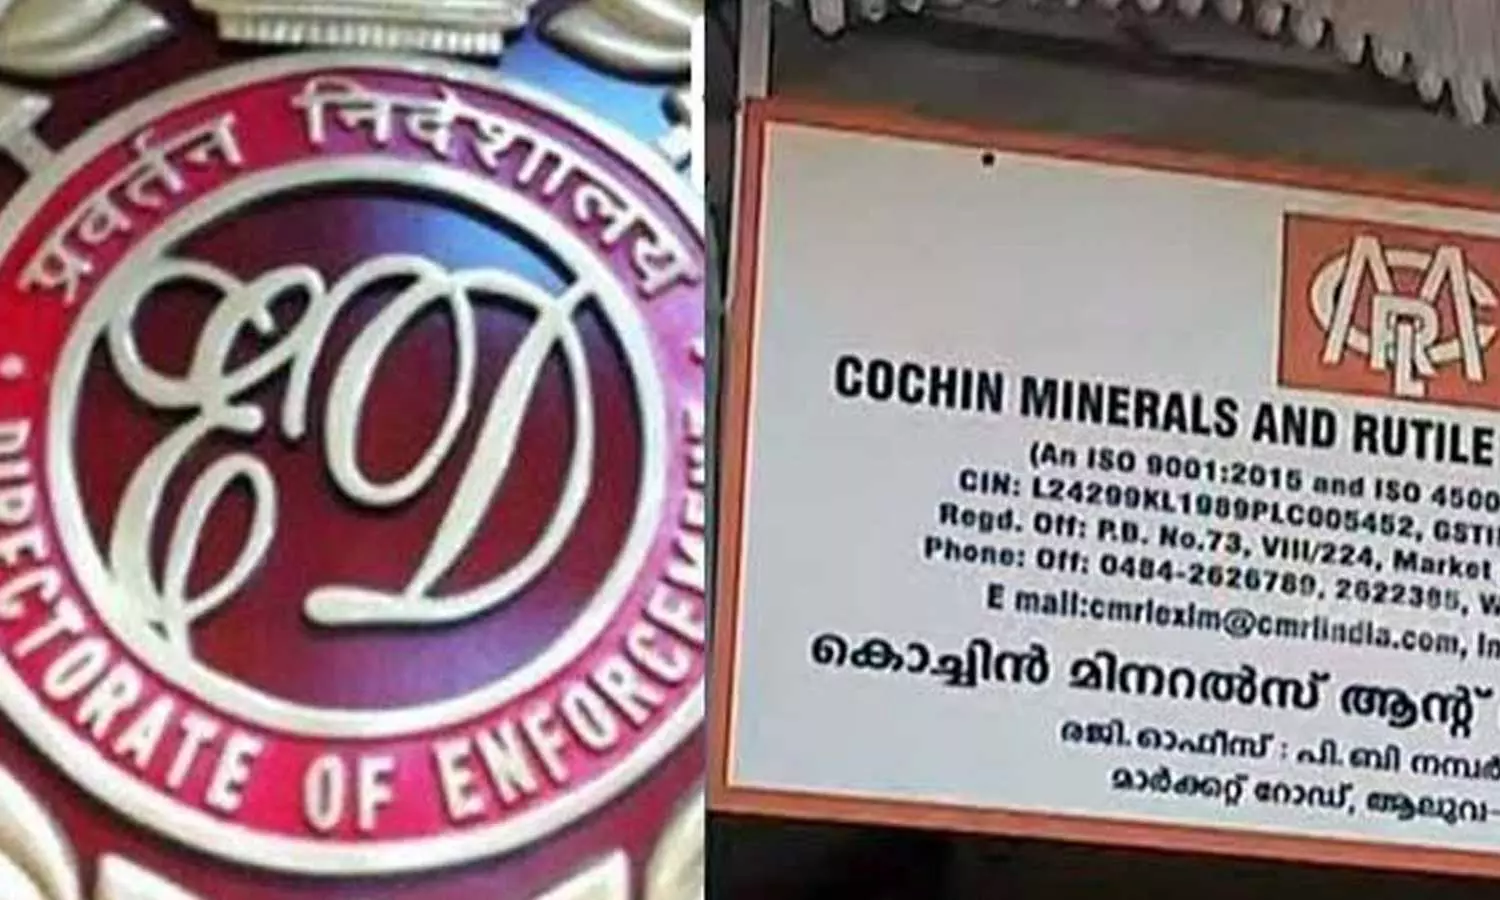 प्रवर्तन निदेशालय
ED
DIRECTORATE OF ENFORCEMENT
CMRL
COCHIN MINERALS AND RUTILE
(An ISO 9001:2015 and ISO 4500
CIN: L24299KL1989PLC005452, GSTI
Regd. Off: P.B. No.73, VIII/224, Market
Phone: Off: 0484-2626789, 2622395, W
E mail:cmrlexim@cmrlindia.com, In
കൊച്ചിൻ മിനറൽസ് ആന്റ്
രജി.ഓഫീസ് : പി.ബി നമ്പർ
മാർക്കറ്റ് റോഡ്, ആലുവ-